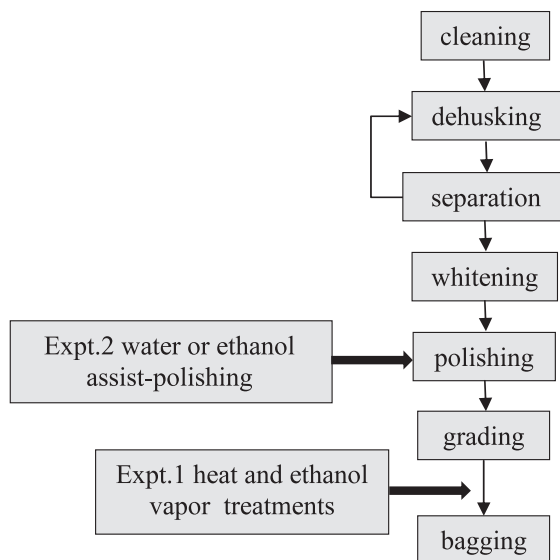 cleaning
dehusking
separation
whitening
Expt.2 water or ethanol
assist-polishing
polishing
grading
Expt.1 heat and ethanol
vapor treatments
bagging